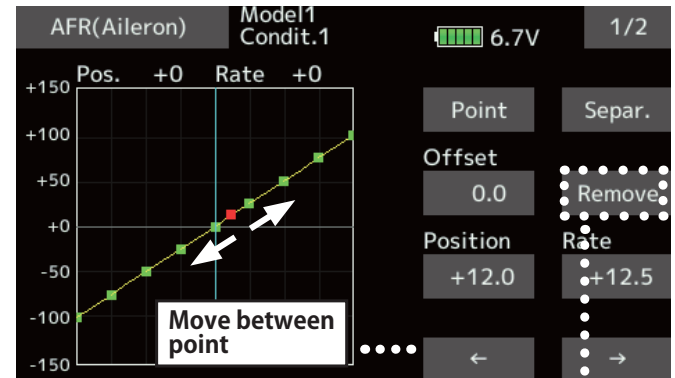 AFR(Aileron)
Model1
Condit.1
6.7V
1/2
Pos. +0 Rate +0
+150
+100
+50
+0
-50
-100
-150
Point
Separ.
Offset
0.0
Remove
Position
Rate
+12.0
+12.5
Move between
point
←
→